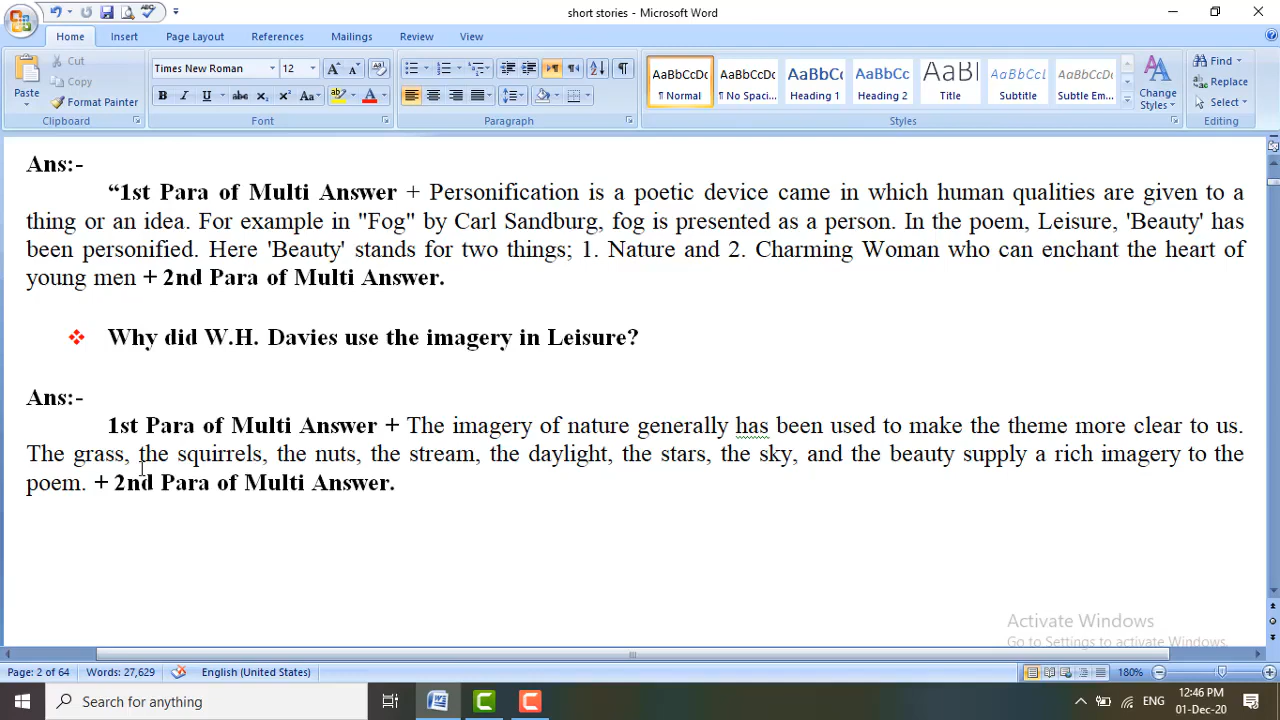 short stories - Microsoft Word
Home Insert Page Layout References Mailings Review View
Paste
Cut
Copy
Format Painter
Clipboard
Times New Roman 12
Font
Paragraph
AaBbCcDc AaBbCcDc AaBbC AaBbCc AaBl AaBbCcL AaBbCcDc
¶ Normal ¶ No Spaci... Heading 1 Heading 2 Title Subtitle Subtle Em...
Change Styles
Styles
Find
Replace
Select
Editing
Ans:-
“1st Para of Multi Answer + Personification is a poetic device came in which human qualities are given to a
thing or an idea. For example in "Fog" by Carl Sandburg, fog is presented as a person. In the poem, Leisure, 'Beauty' has
been personified. Here 'Beauty' stands for two things; 1. Nature and 2. Charming Woman who can enchant the heart of
young men + 2nd Para of Multi Answer.
❖ Why did W.H. Davies use the imagery in Leisure?
Ans:-
1st Para of Multi Answer + The imagery of nature generally has been used to make the theme more clear to us.
The grass, the squirrels, the nuts, the stream, the daylight, the stars, the sky, and the beauty supply a rich imagery to the
poem. + 2nd Para of Multi Answer.
Activate Windows
Go to Settings to activate Windows.
Page: 2 of 64 Words: 27,629 English (United States) 180%
Search for anything
ENG
12:46 PM
01-Dec-20